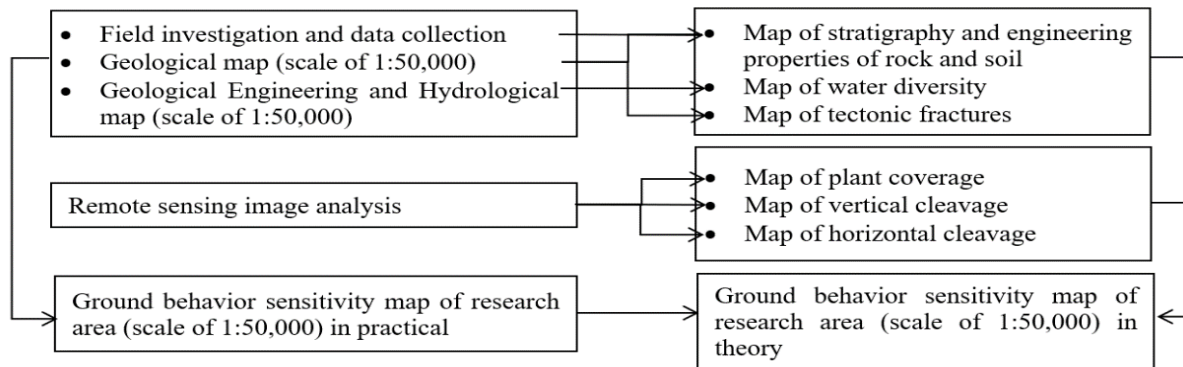 • Field investigation and data collection
• Geological map (scale of 1:50,000)
• Geological Engineering and Hydrological
map (scale of 1:50,000)
• Map of stratigraphy and engineering
properties of rock and soil
• Map of water diversity
• Map of tectonic fractures
Remote sensing image analysis
• Map of plant coverage
• Map of vertical cleavage
• Map of horizontal cleavage
Ground behavior sensitivity map of research
area (scale of 1:50,000) in practical
Ground behavior sensitivity map of
research area (scale of 1:50,000) in
theory